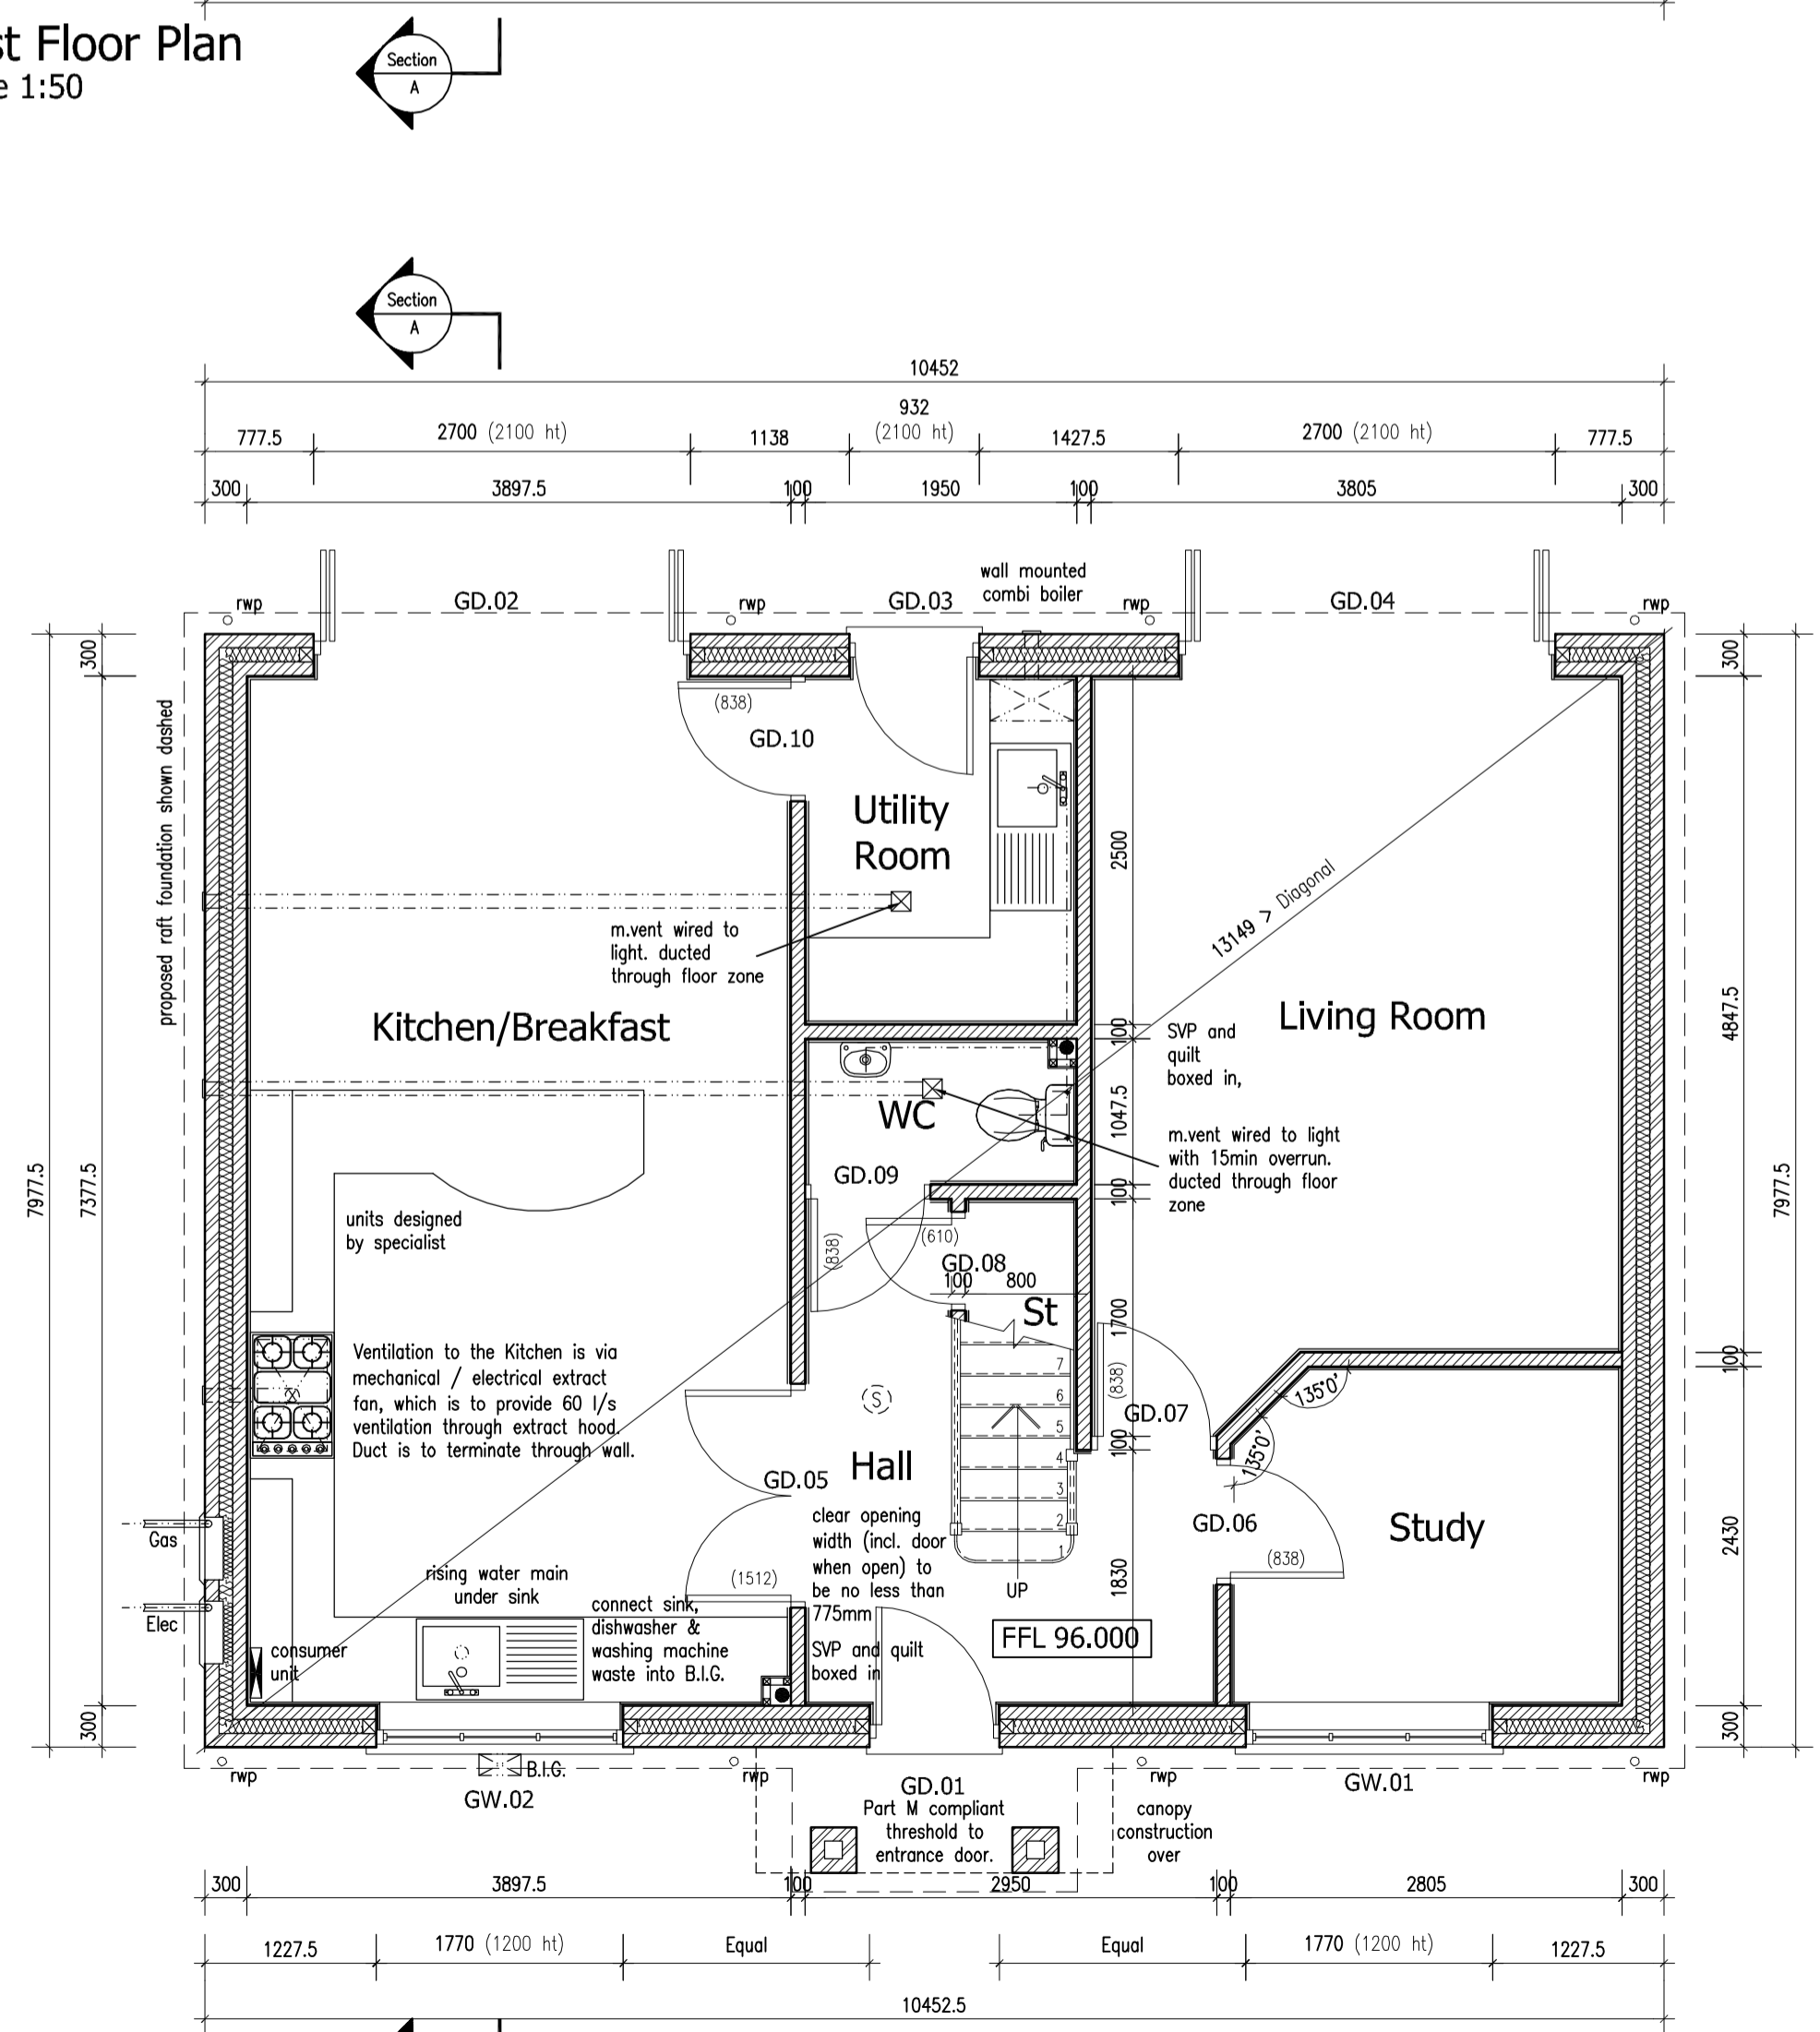 st Floor Plan
e 1:50
Section
A
Section
A
10452
932
777.5
2700 (2100 ht)
1138
(2100 ht)
1427.5
2700 (2100 ht)
777.5
300
3897.5
100
1950
100
3805
300
wall mounted
combi boiler
rwp
GD.02
rwp
GD.03
rwp
GD.04
rwp
300
300
proposed raft foundation shown dashed
(838)
GD.10
Utility
Room
2500
13149 > Diagonal
m.vent wired to
light. ducted
through floor zone
Kitchen/Breakfast
Living Room
4847.5
100
SVP and
quilt
boxed in,
WC
1047.5
m.vent wired to light
with 15min overrun.
ducted through floor
zone
GD.09
100
7977.5
7377.5
7977.5
units designed
by specialist
(838)
(610)
GD.08
100
800
St
1700
Ventilation to the Kitchen is via
mechanical / electrical extract
fan, which is to provide 60 l/s
ventilation through extract hood.
Duct is to terminate through wall.
S
7
6
5
4
3
2
1
UP
(838)
GD.07
100
135°0'
135°0'
100
Hall
GD.05
GD.06
Study
2430
clear opening
width (incl. door
when open) to
be no less than
775mm
(838)
1830
Gas
Elec
rising water main
under sink
(1512)
connect sink,
dishwasher &
washing machine
waste into B.I.G.
consumer
unit
SVP and quilt
boxed in
FFL 96.000
300
300
rwp
B.I.G.
rwp
GW.02
GD.01
Part M compliant
threshold to
entrance door.
canopy
construction
over
rwp
GW.01
rwp
300
3897.5
100
2950
100
2805
300
1227.5
1770 (1200 ht)
Equal
Equal
1770 (1200 ht)
1227.5
10452.5